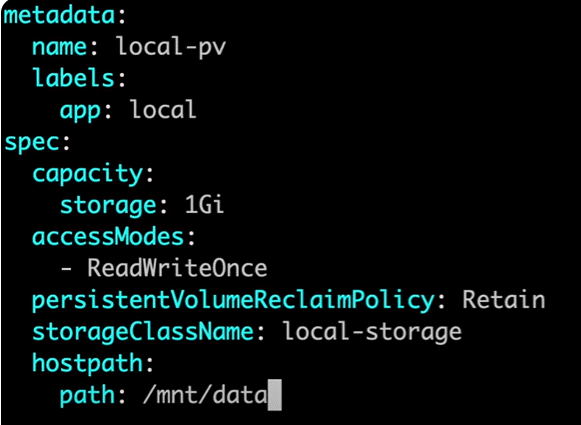 metadata:
  name: local-pv
  labels:
    app: local
spec:
  capacity:
    storage: 1Gi
  accessModes:
    - ReadWriteOnce
  persistentVolumeReclaimPolicy: Retain
  storageClassName: local-storage
  hostpath:
    path: /mnt/data